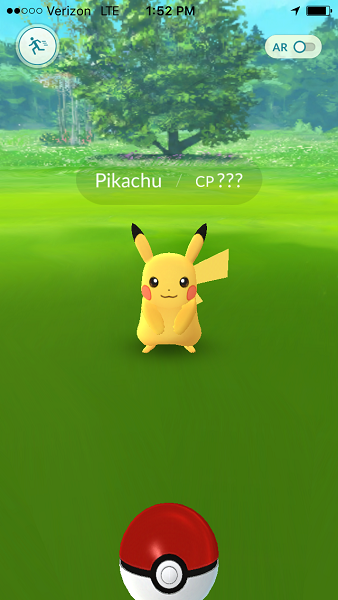 Verizon LTE 1:52 PM
AR
Pikachu / CP ???